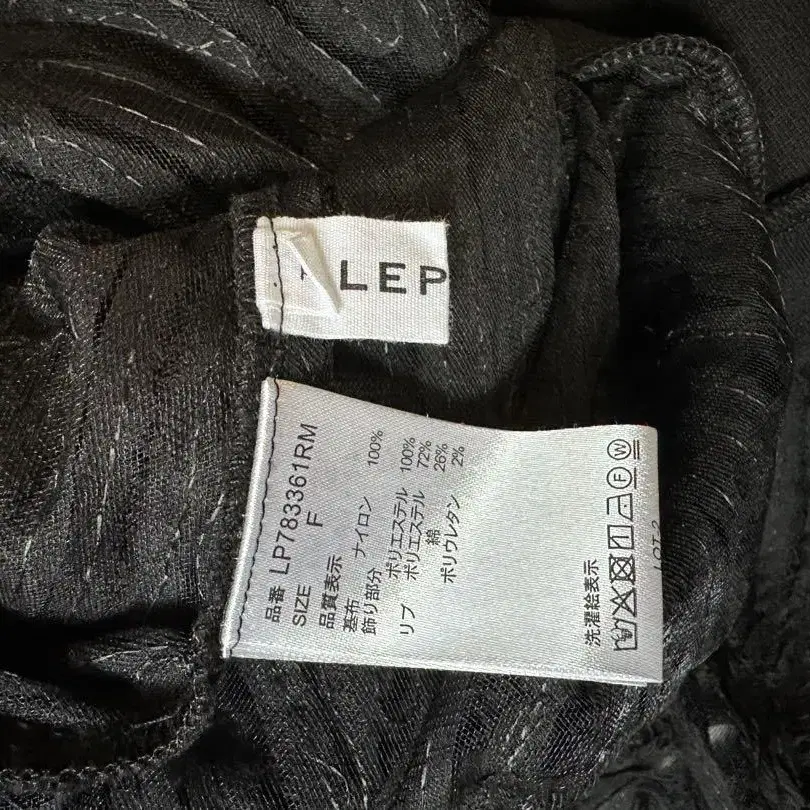 LEP
品番 LP783361RM
SIZE F
品質表示
基布 ナイロン 100%
飾り部分 ポリエステル 100%
リブ ポリエステル 72%
綿 26%
ポリウレタン 2%
洗濯絵表示
F W